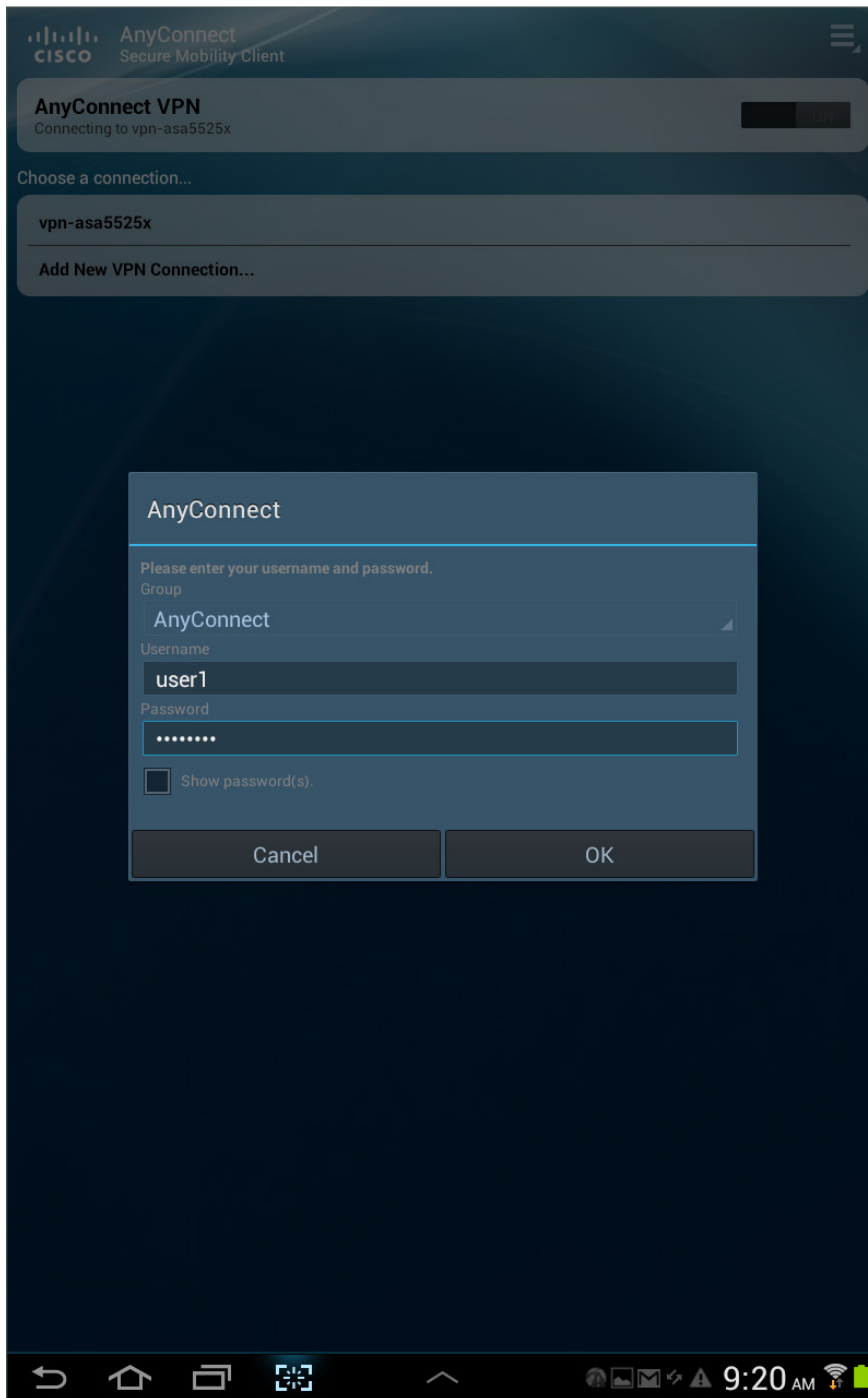 CISCO
AnyConnect
Secure Mobility Client
AnyConnect VPN
Connecting to vpn-asa5525x
ON
Choose a connection...
vpn-asa5525x
Add New VPN Connection...
AnyConnect
Please enter your username and password.
Group
AnyConnect
Username
user1
Password
••••••••
Show password(s).
Cancel
OK
9:20 AM